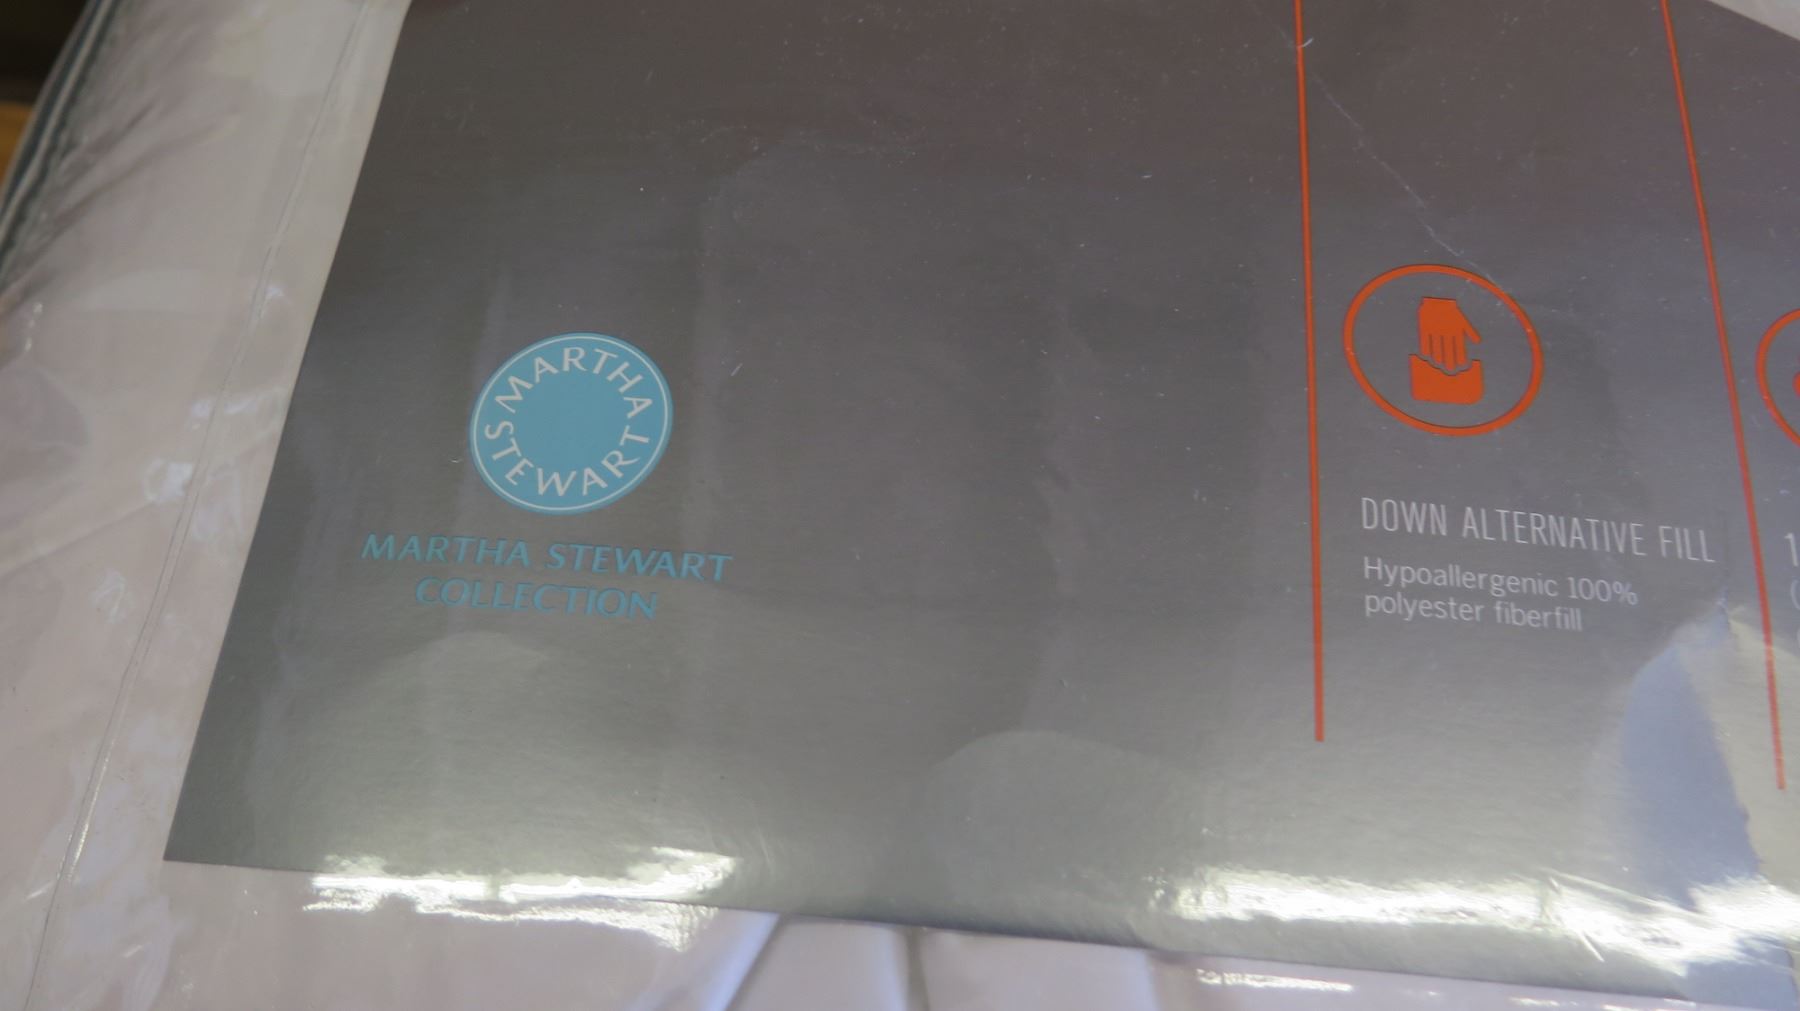 MARTHA STEWART
MARTHA STEWART
COLLECTION
DOWN ALTERNATIVE FILL
Hypoallergenic 100%
polyester fiberfill